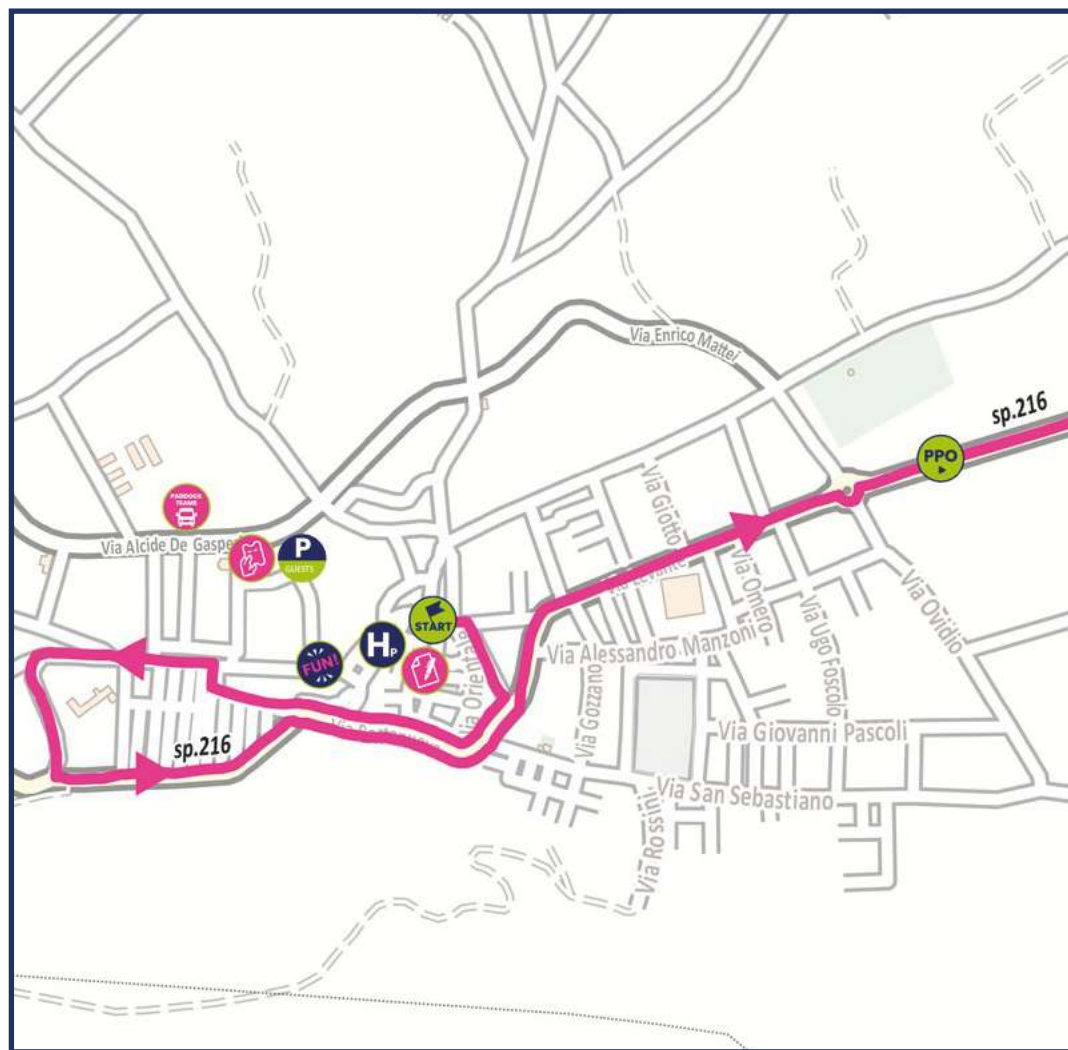 Via Enrico Mattei
sp.216
PPO
PADDOCK
TEAMS
Via Giotto
Via Alcide De Gaspe
P
GUESTS
Via Levante
Via Omero
Via Ovidio
START
H P
FUN!
Via Orientale
Via Alessandro Manzoni
Via Ugo Foscolo
Via Gozzano
sp.216
Via Giovanni Pascoli
Via San Sebastiano
Via Rossini